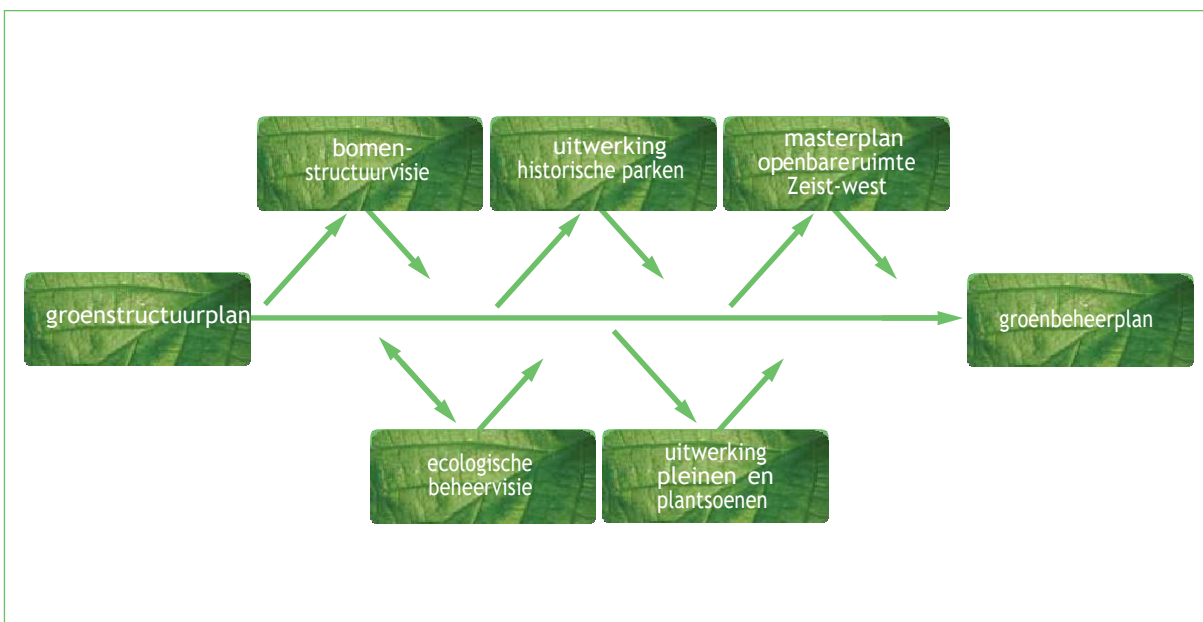 bomen-
structuurvisie
uitwerking
historische parken
masterplan
openbareruimte
Zeist-west
groenstructuurplan
groenbeheerplan
ecologische
beheervisie
uitwerking
pleinen en
plantsoenen